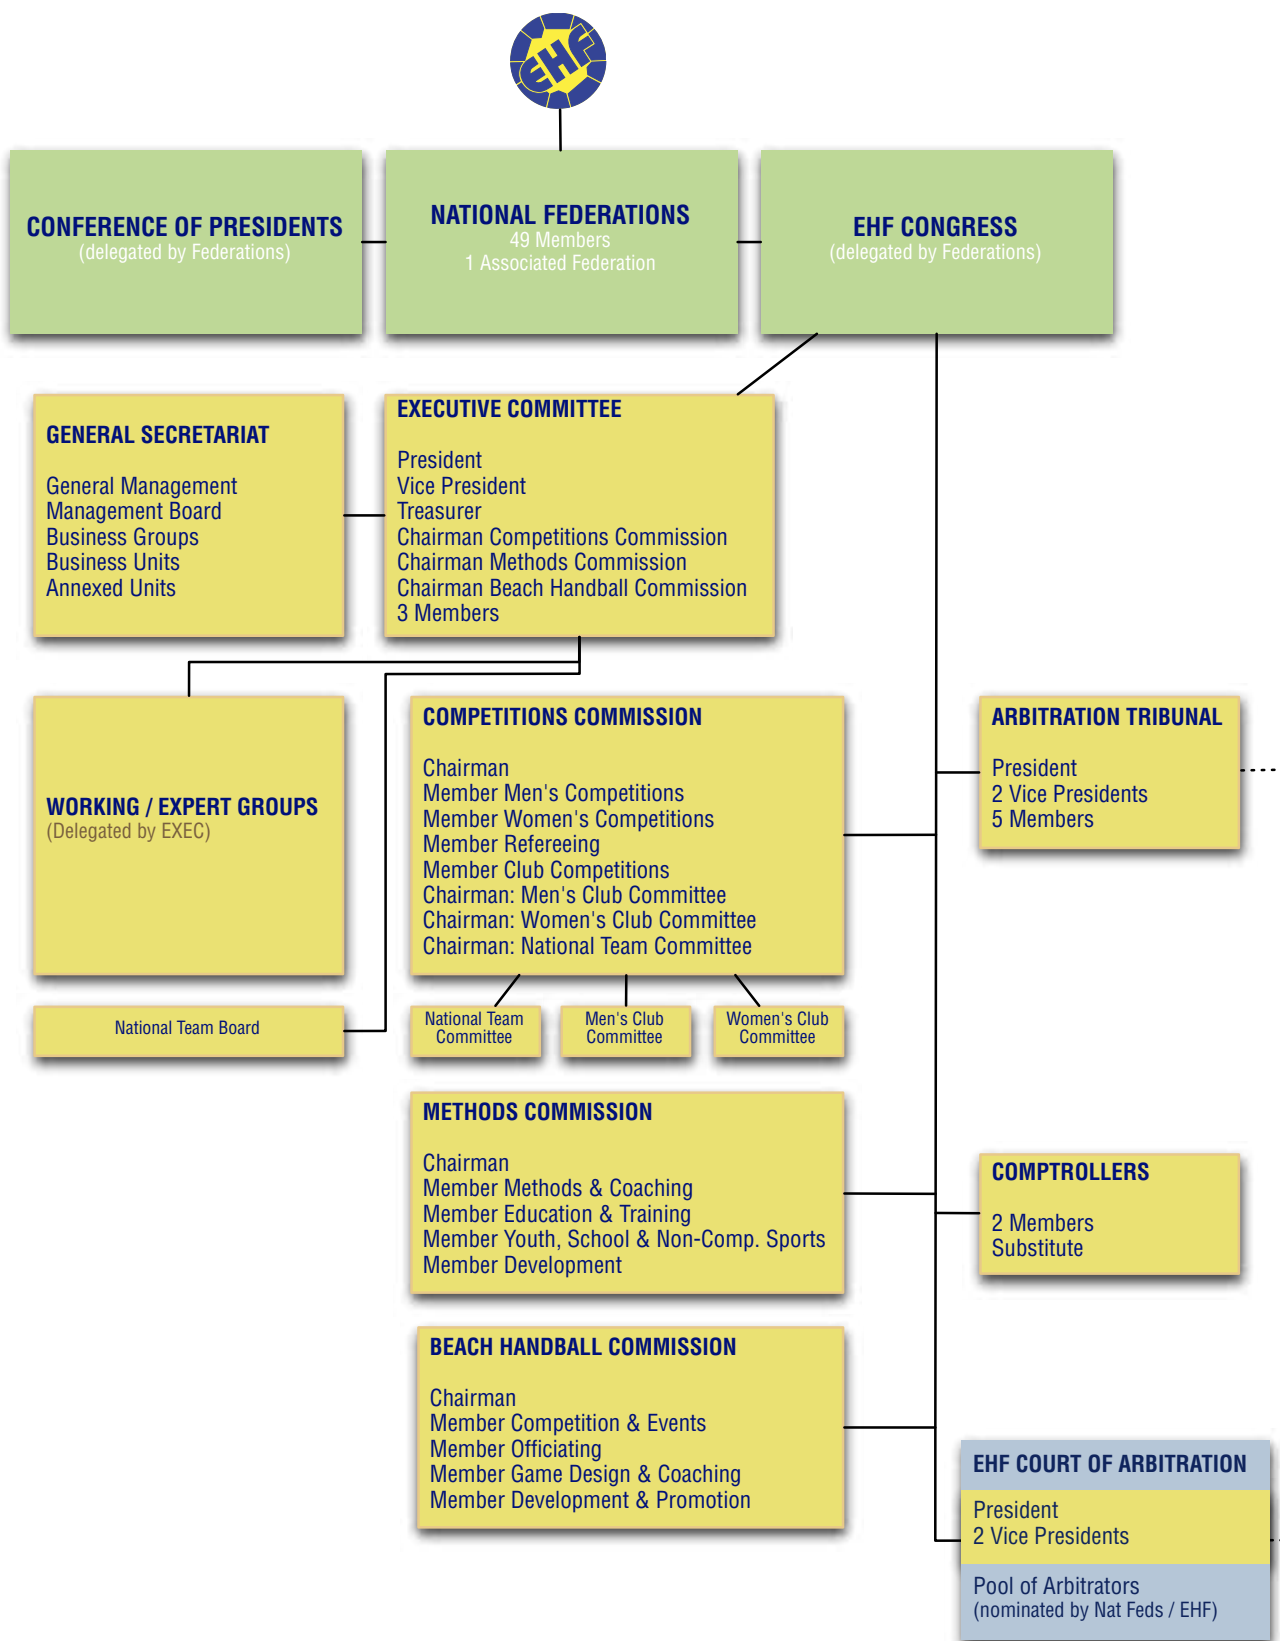 EHF
CONFERENCE OF PRESIDENTS
(delegated by Federations)
NATIONAL FEDERATIONS
49 Members
1 Associated Federation
EHF CONGRESS
(delegated by Federations)
GENERAL SECRETARIAT
General Management
Management Board
Business Groups
Business Units
Annexed Units
EXECUTIVE COMMITTEE
President
Vice President
Treasurer
Chairman Competitions Commission
Chairman Methods Commission
Chairman Beach Handball Commission
3 Members
WORKING / EXPERT GROUPS
(Delegated by EXEC)
National Team Board
COMPETITIONS COMMISSION
Chairman
Member Men's Competitions
Member Women's Competitions
Member Refereeing
Member Club Competitions
Chairman: Men's Club Committee
Chairman: Women's Club Committee
Chairman: National Team Committee
National Team
Committee
Men's Club
Committee
Women's Club
Committee
METHODS COMMISSION
Chairman
Member Methods & Coaching
Member Education & Training
Member Youth, School & Non-Comp. Sports
Member Development
BEACH HANDBALL COMMISSION
Chairman
Member Competition & Events
Member Officiating
Member Game Design & Coaching
Member Development & Promotion
ARBITRATION TRIBUNAL
President
2 Vice Presidents
5 Members
COMPTROLLERS
2 Members
Substitute
EHF COURT OF ARBITRATION
President
2 Vice Presidents
Pool of Arbitrators
(nominated by Nat Feds / EHF)